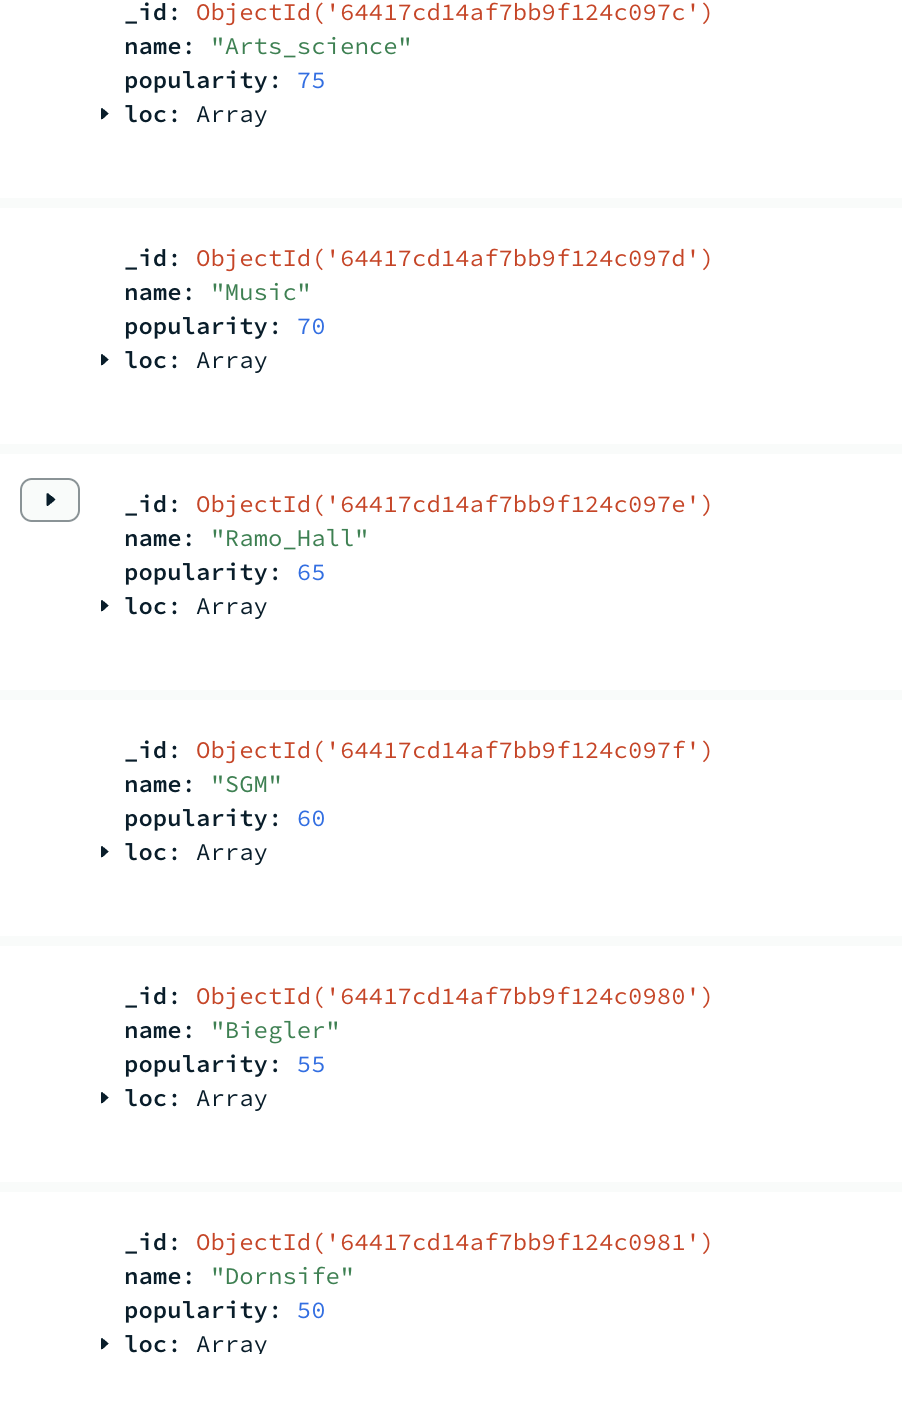 _id: ObjectId('64417cd14af7bb9f124c097c')
name: "Arts_science"
popularity: 75
loc: Array
_id: ObjectId('64417cd14af7bb9f124c097d')
name: "Music"
popularity: 70
loc: Array
_id: ObjectId('64417cd14af7bb9f124c097e')
name: "Ramo_Hall"
popularity: 65
loc: Array
_id: ObjectId('64417cd14af7bb9f124c097f')
name: "SGM"
popularity: 60
loc: Array
_id: ObjectId('64417cd14af7bb9f124c0980')
name: "Biegler"
popularity: 55
loc: Array
_id: ObjectId('64417cd14af7bb9f124c0981')
name: "Dornsife"
popularity: 50
loc: Array